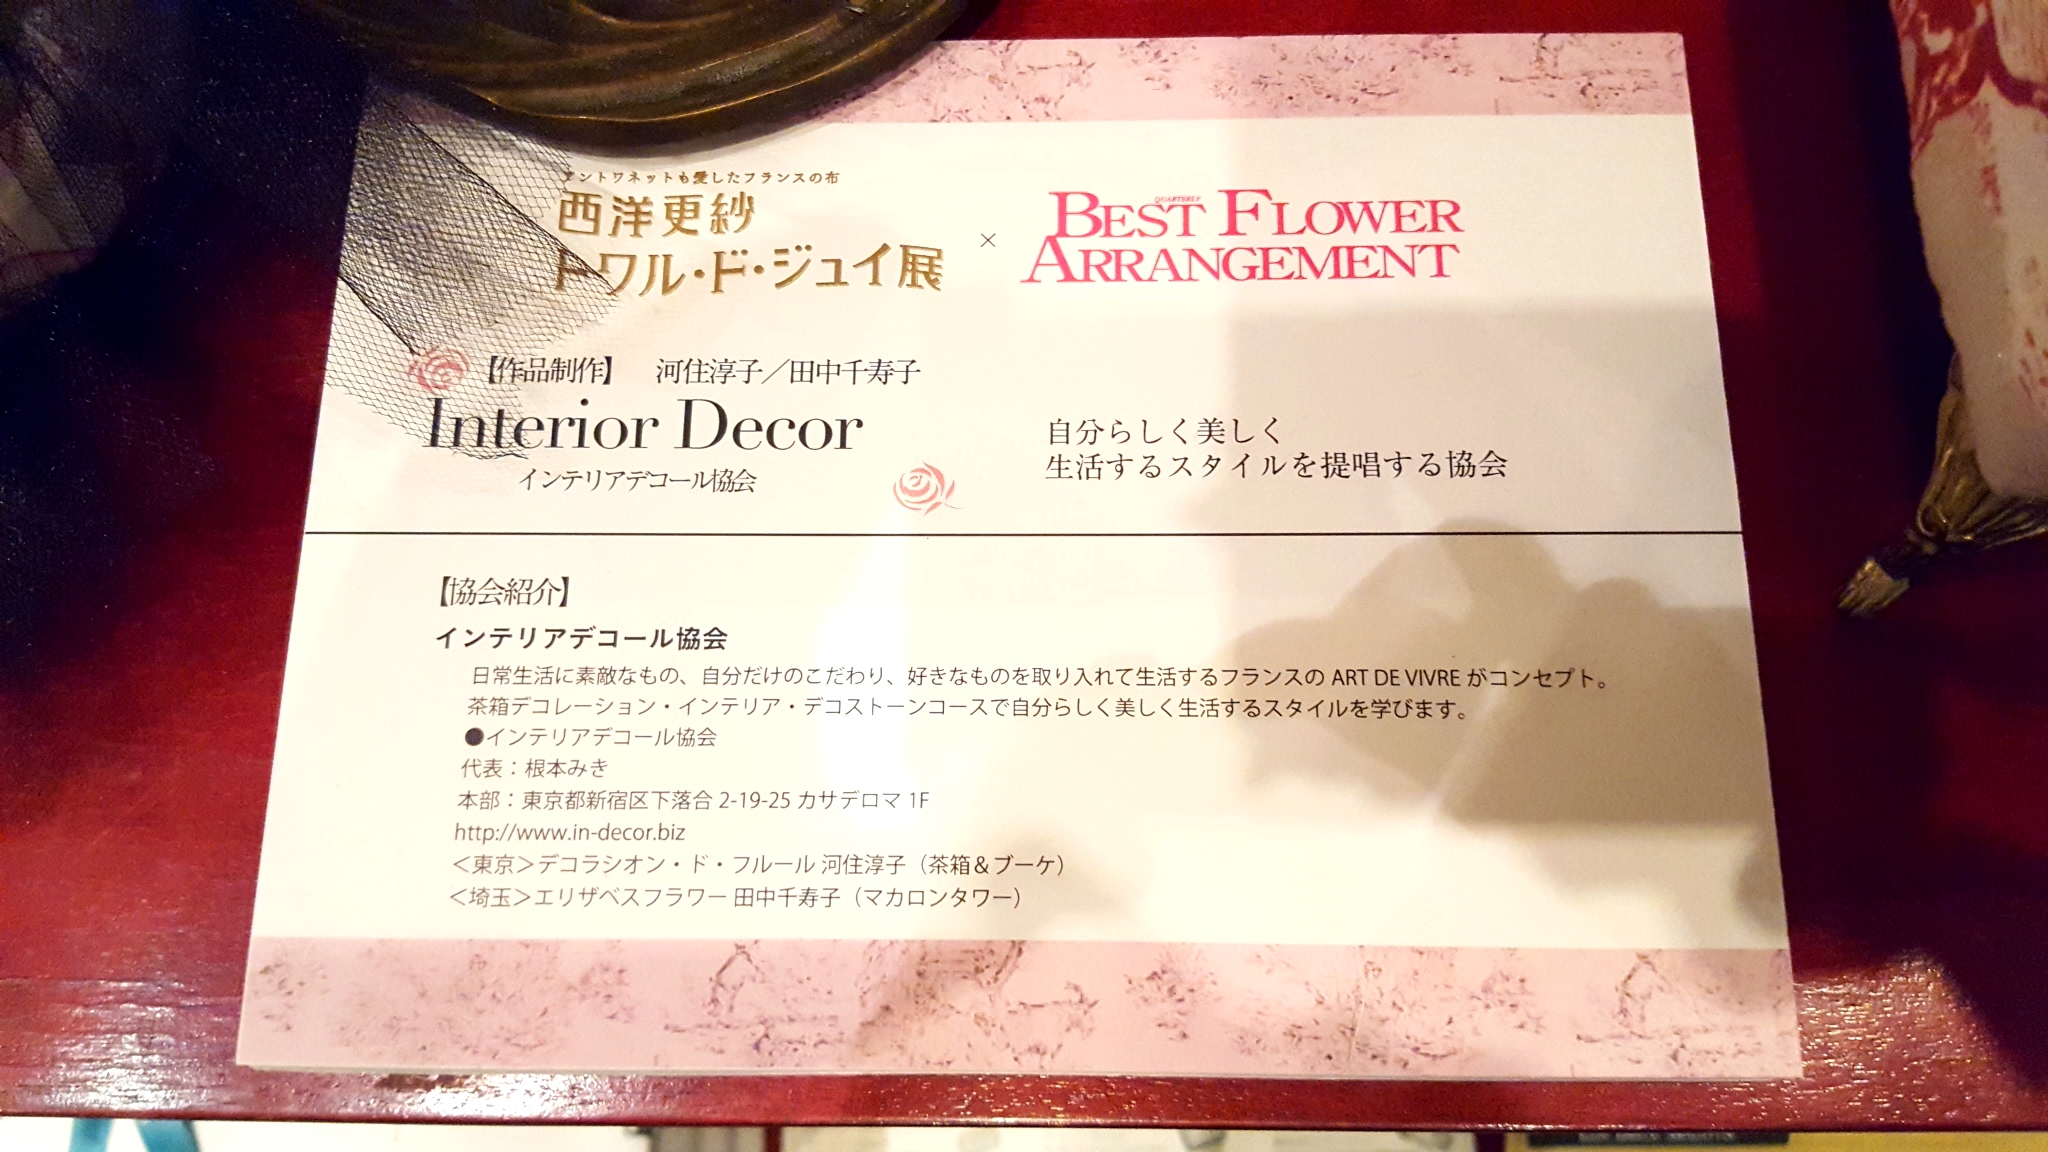 アントワネットも愛したフランスの布
西洋更紗
トワル・ド・ジュイ展
×
QUARTERLY
BEST FLOWER
ARRANGEMENT
【作品制作】 河住淳子／田中千寿子
Interior Decor
インテリアデコール協会
自分らしく美しく
生活するスタイルを提唱する協会
【協会紹介】
インテリアデコール協会
日常生活に素敵なもの、自分だけのこだわり、好きなものを取り入れて生活するフランスの ART DE VIVRE がコンセプト。
茶箱デコレーション・インテリア・デコストーンコースで自分らしく美しく生活するスタイルを学びます。
●インテリアデコール協会
代表：根本みき
本部：東京都新宿区下落合 2-19-25 カサデロマ 1F
http://www.in-decor.biz
＜東京＞デコラシオン・ド・フルール 河住淳子（茶箱＆ブーケ）
＜埼玉＞エリザベスフラワー 田中千寿子（マカロンタワー）